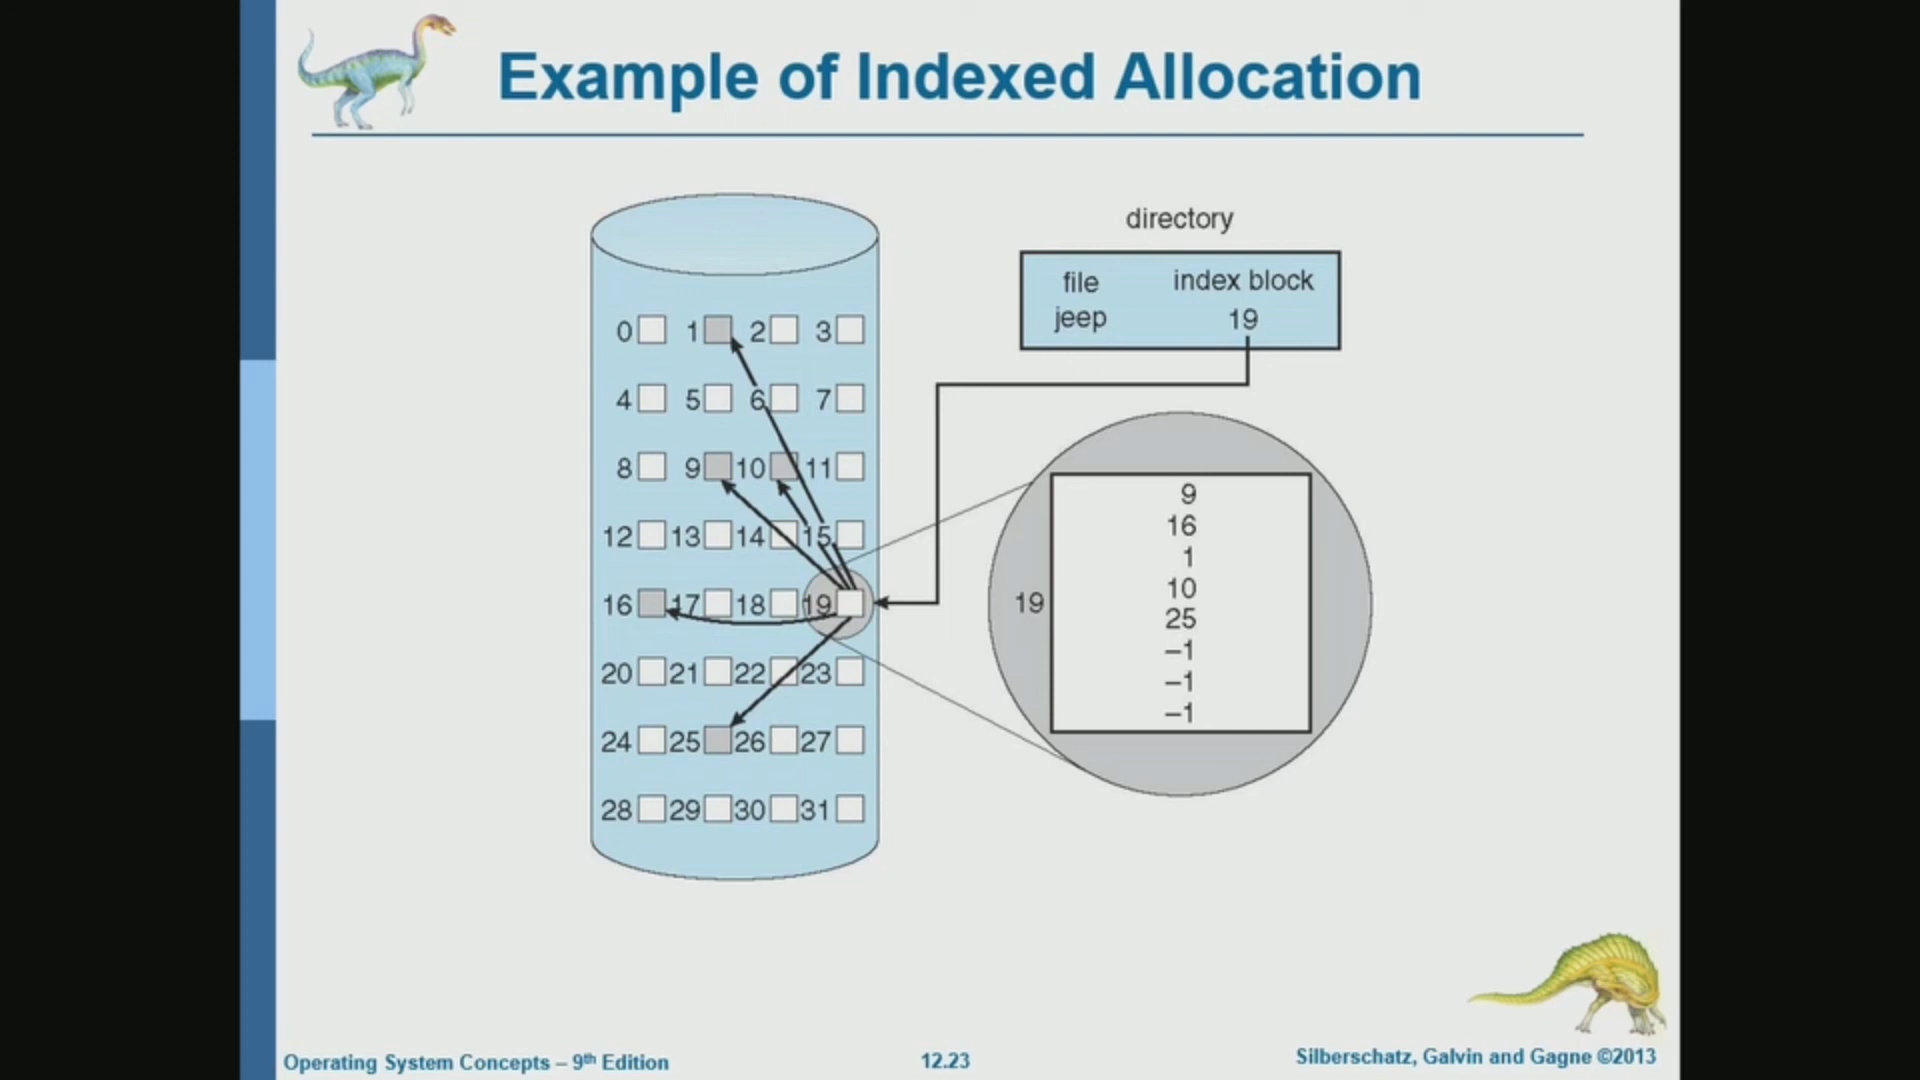 Example of Indexed Allocation
directory
file index block
jeep 19
0 1 2 3
4 5 6 7
8 9 10 11
12 13 14 15
16 17 18 19
20 21 22 23
24 25 26 27
28 29 30 31
19
9
16
1
10
25
–1
–1
–1
Operating System Concepts – 9th Edition
12.23
Silberschatz, Galvin and Gagne ©2013